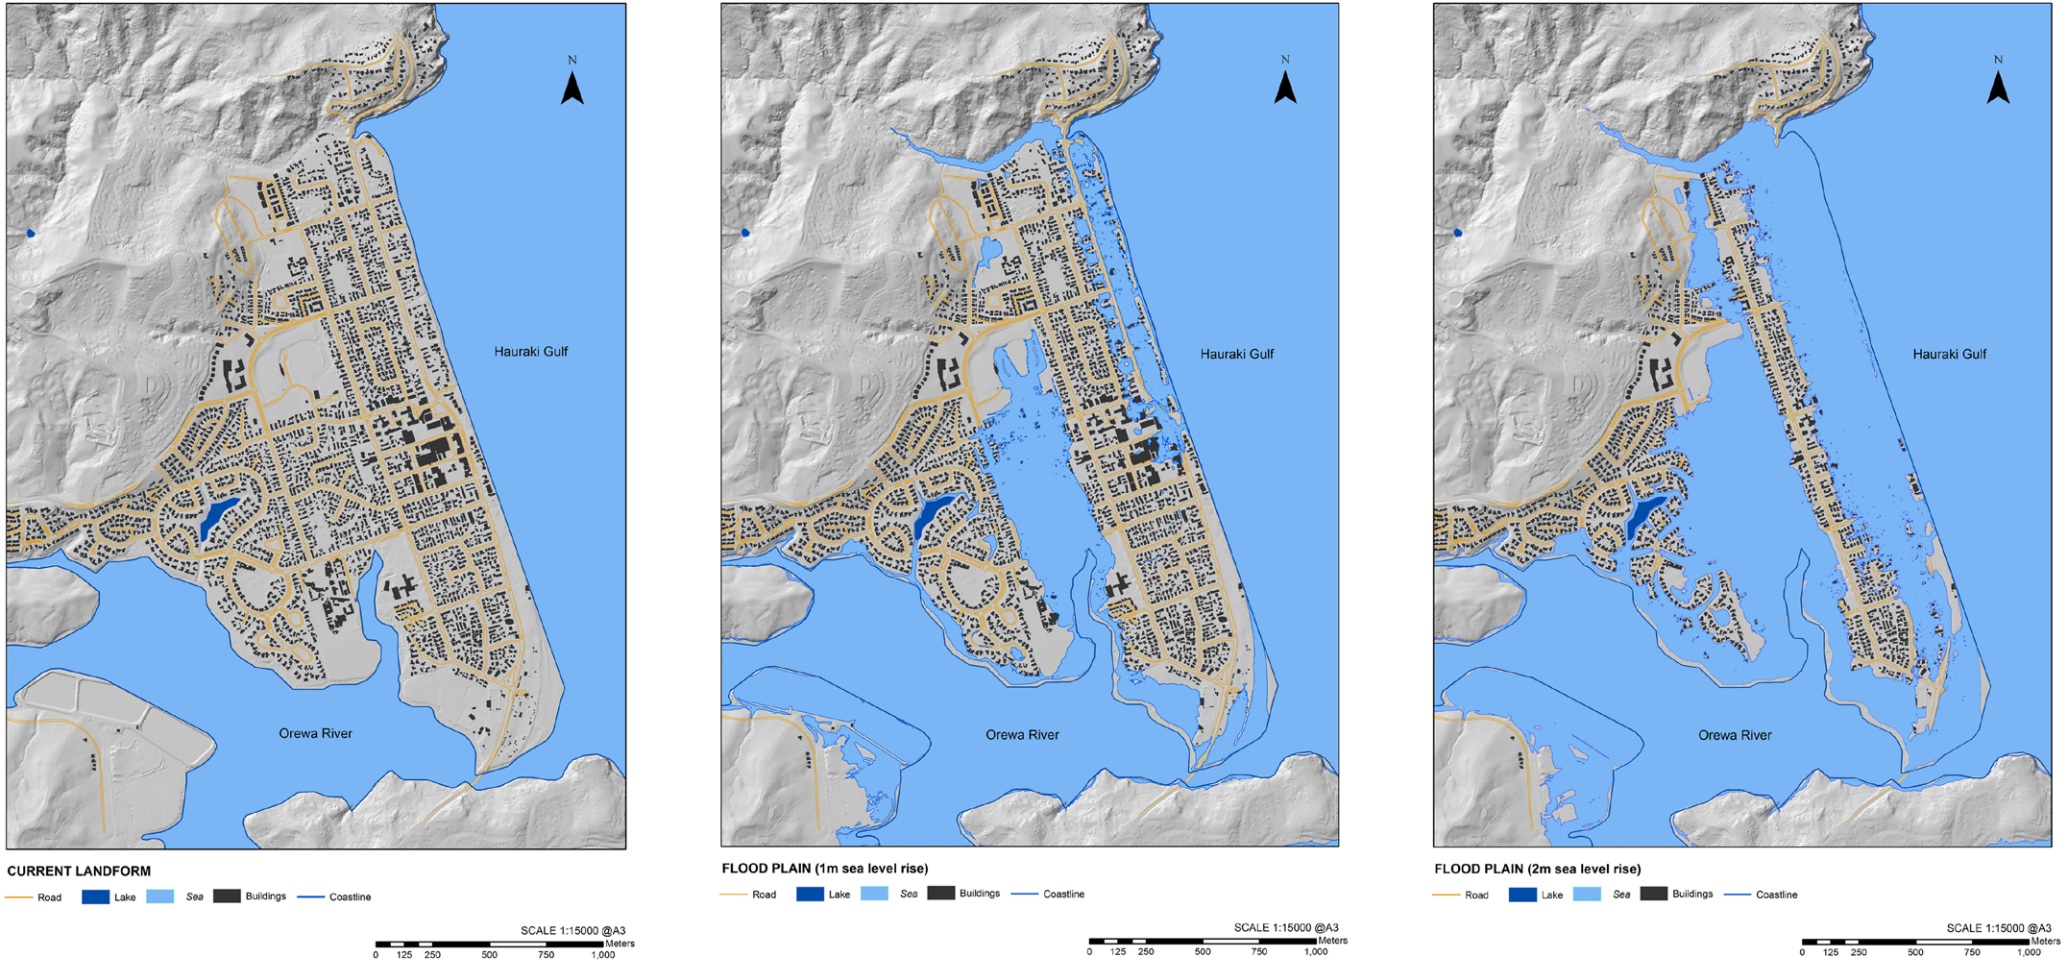 N
Hauraki Gulf
Orewa River
CURRENT LANDFORM
Road Lake Sea Buildings Coastline
SCALE 1:15000 @A3
Meters
0 125 250 500 750 1,000
N
Hauraki Gulf
Orewa River
FLOOD PLAIN (1m sea level rise)
Road Lake Sea Buildings Coastline
SCALE 1:15000 @A3
Meters
0 125 250 500 750 1,000
N
Hauraki Gulf
Orewa River
FLOOD PLAIN (2m sea level rise)
Road Lake Sea Buildings Coastline
SCALE 1:15000 @A3
Meters
0 125 250 500 750 1,000